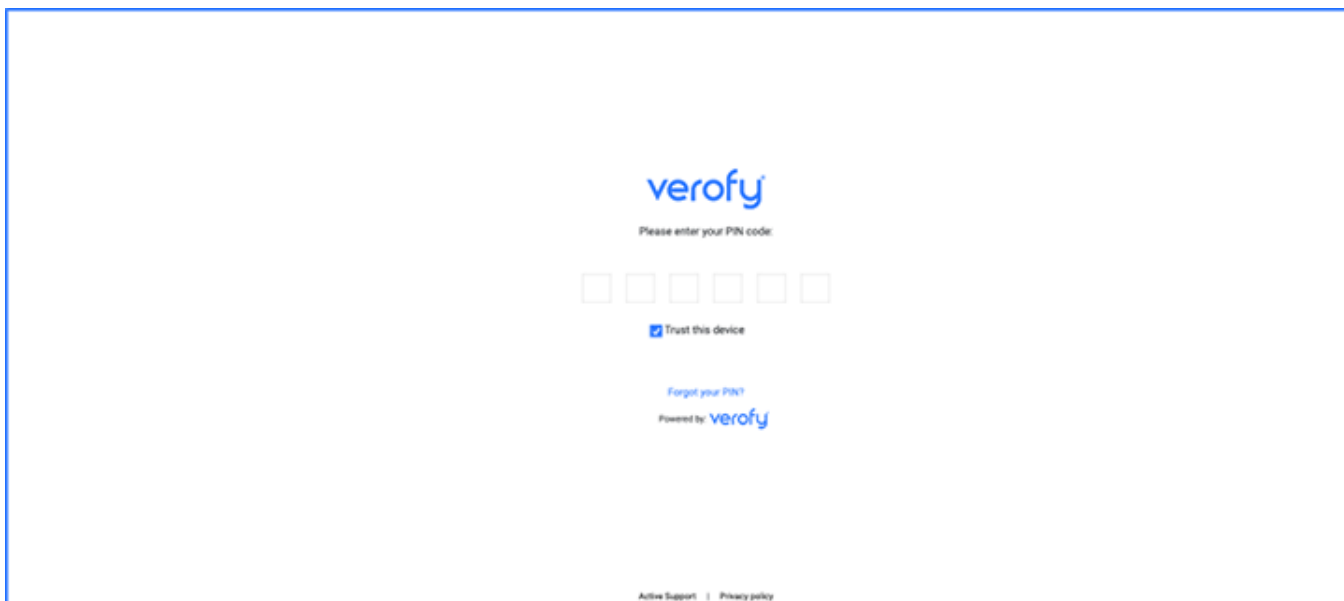 verofy
Please enter your PIN code:
Trust this device
Forgot your PIN?
Powered by: verofy
Active Support | Privacy policy